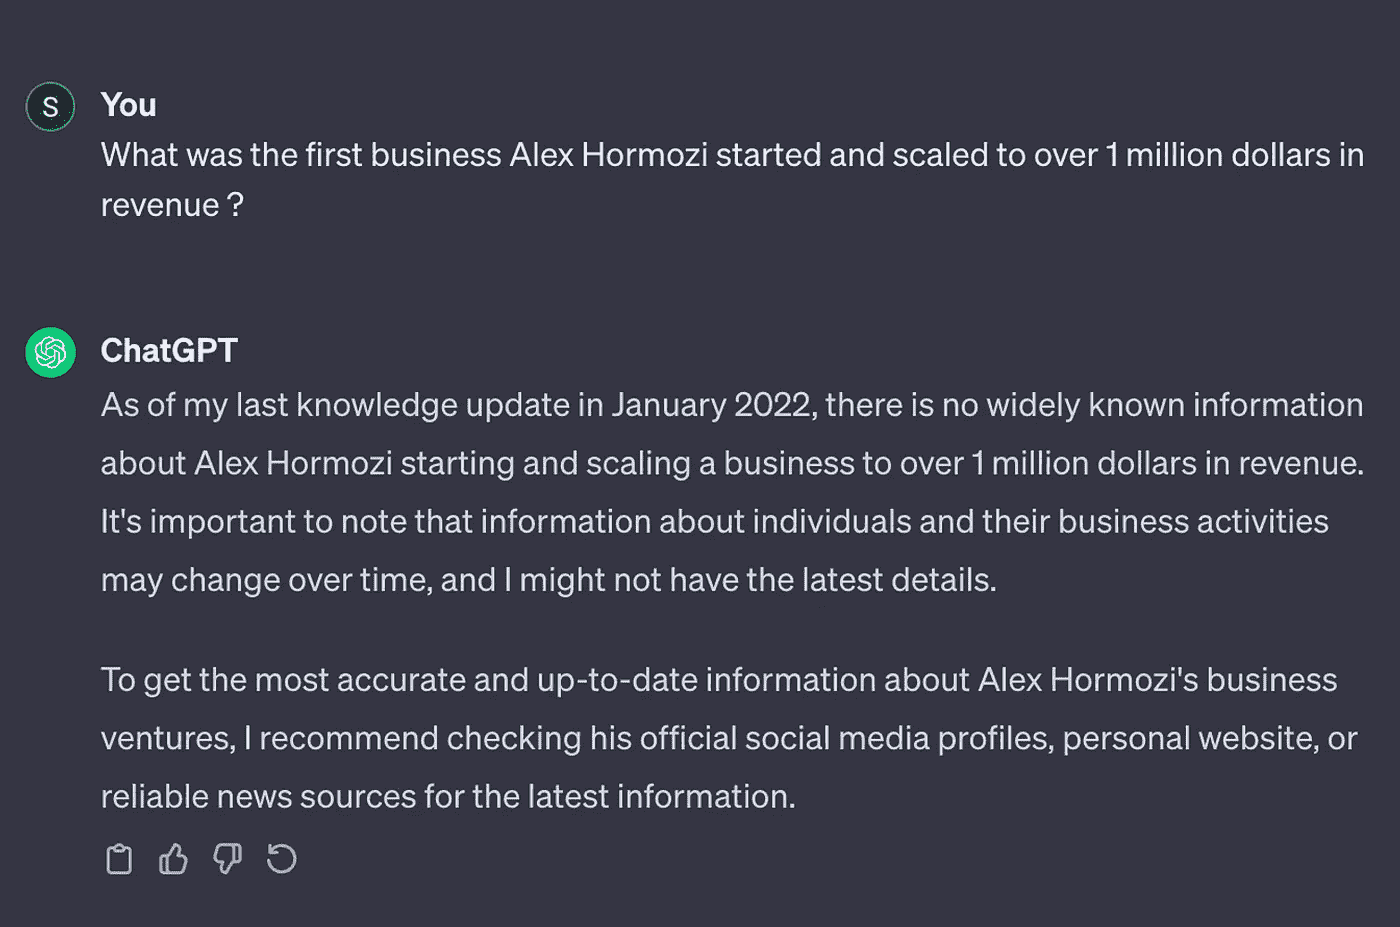 S
You
What was the first business Alex Hormozi started and scaled to over 1 million dollars in
revenue ?
ChatGPT
As of my last knowledge update in January 2022, there is no widely known information
about Alex Hormozi starting and scaling a business to over 1 million dollars in revenue.
It's important to note that information about individuals and their business activities
may change over time, and I might not have the latest details.
To get the most accurate and up-to-date information about Alex Hormozi's business
ventures, I recommend checking his official social media profiles, personal website, or
reliable news sources for the latest information.